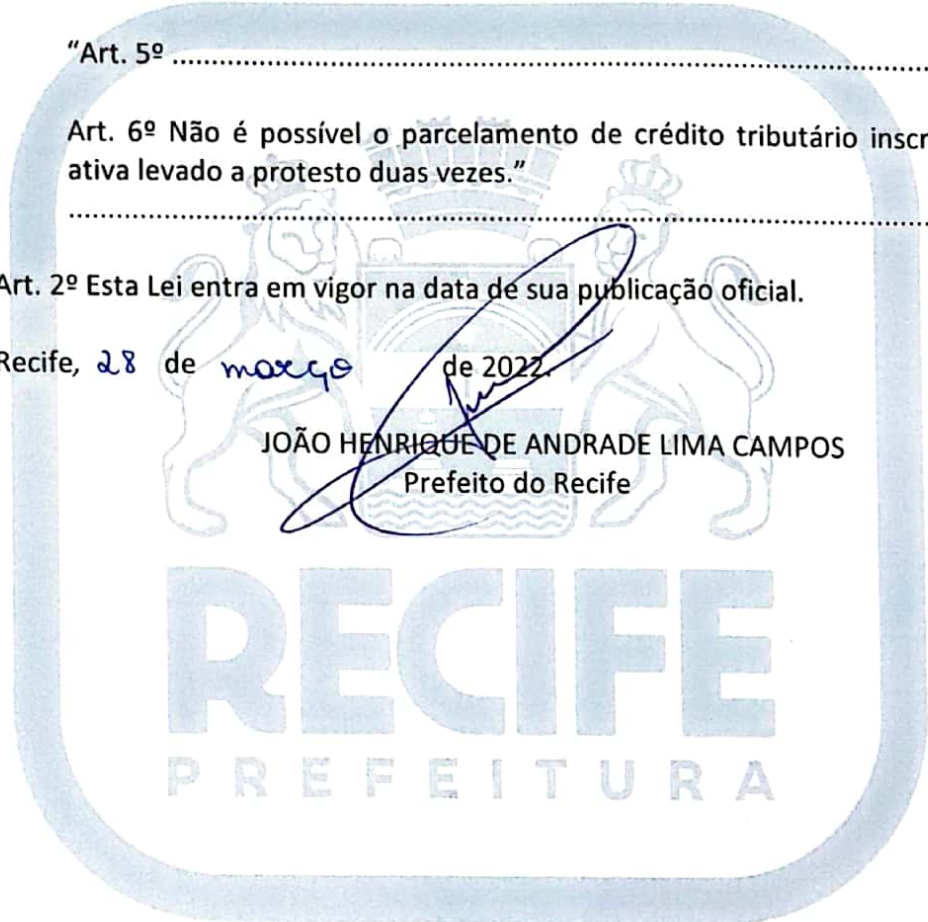 “Art. 5º ..........................................................................................
Art. 6º Não é possível o parcelamento de crédito tributário inscr
ativa levado a protesto duas vezes.”
..........................................................................................
Art. 2º Esta Lei entra em vigor na data de sua publicação oficial.
Recife, 28 de março de 2022.
JOÃO HENRIQUE DE ANDRADE LIMA CAMPOS
Prefeito do Recife
RECIFE
PREFEITURA